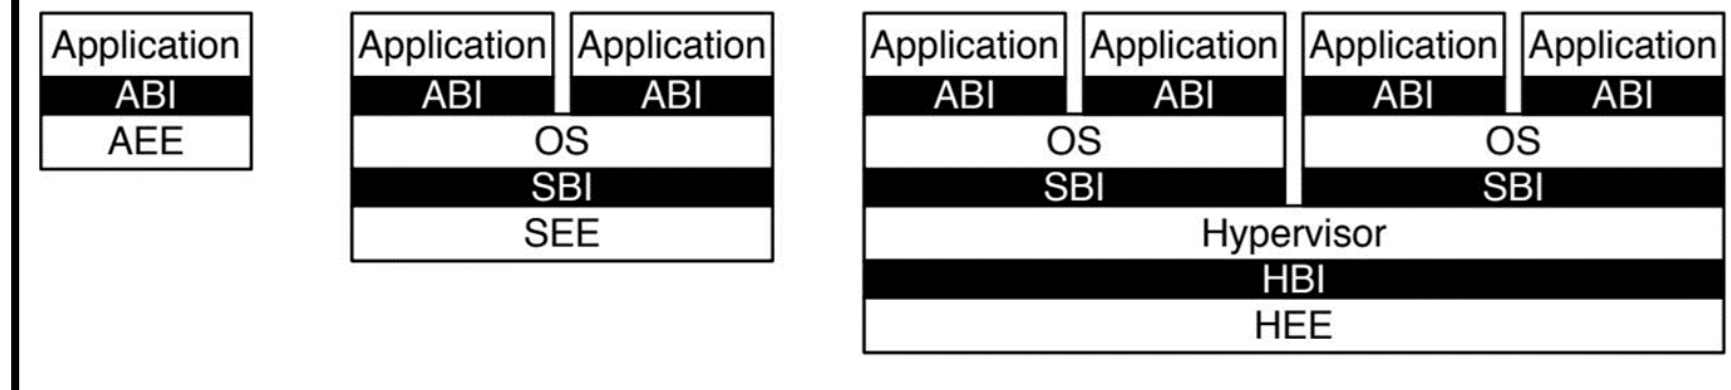 Application
ABI
AEE
Application Application
ABI ABI
OS
SBI
SEE
Application Application Application Application
ABI ABI ABI ABI
OS OS
SBI SBI
Hypervisor
HBI
HEE